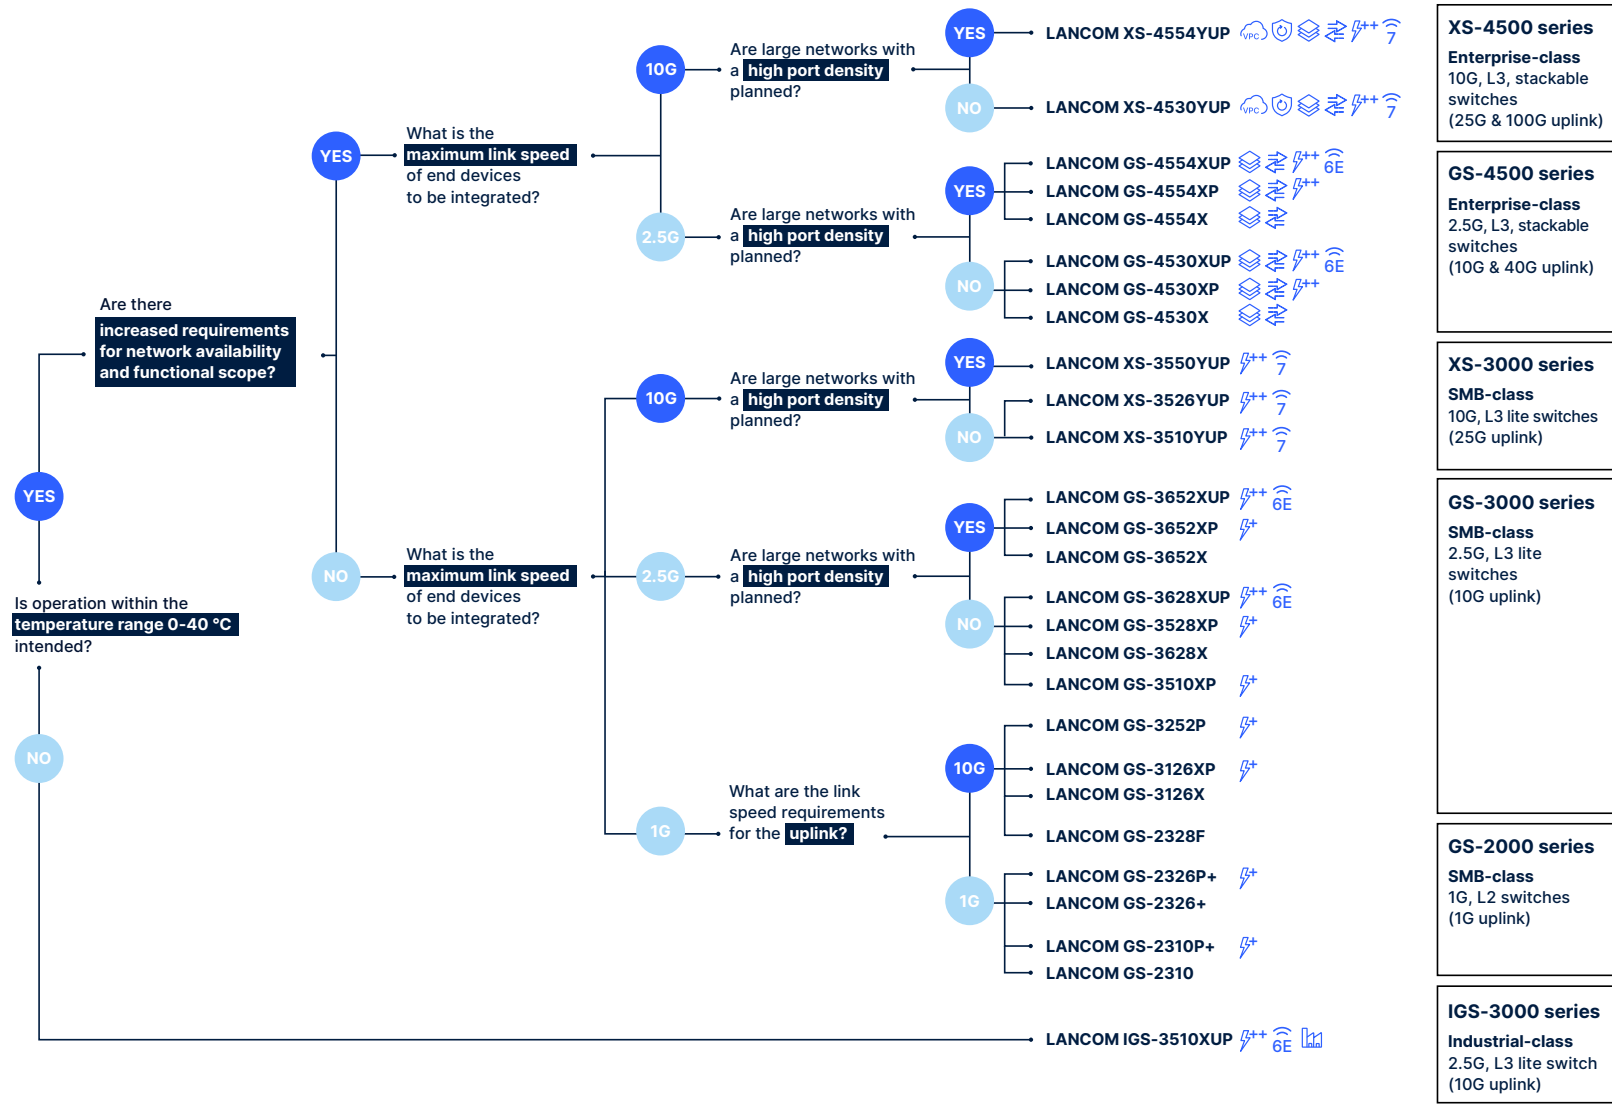 Is operation within the
temperature range 0-40 °C
intended?
YES
NO
Are there
increased requirements
for network availability
and functional scope?
YES
NO
What is the
maximum link speed
of end devices
to be integrated?
10G
2.5G
Are large networks with
a high port density
planned?
YES
NO
LANCOM XS-4554YUP VPC ++ 7
LANCOM XS-4530YUP VPC ++ 7
Are large networks with
a high port density
planned?
YES
NO
LANCOM GS-4554XUP ++ 6E
LANCOM GS-4554XP ++
LANCOM GS-4554X
LANCOM GS-4530XUP ++ 6E
LANCOM GS-4530XP ++
LANCOM GS-4530X
What is the
maximum link speed
of end devices
to be integrated?
10G
2.5G
1G
Are large networks with
a high port density
planned?
YES
NO
LANCOM XS-3550YUP ++ 7
LANCOM XS-3526YUP ++ 7
LANCOM XS-3510YUP ++ 7
Are large networks with
a high port density
planned?
YES
NO
LANCOM GS-3652XUP ++ 6E
LANCOM GS-3652XP +
LANCOM GS-3652X
LANCOM GS-3628XUP ++ 6E
LANCOM GS-3528XP +
LANCOM GS-3628X
LANCOM GS-3510XP +
What are the link
speed requirements
for the uplink?
10G
1G
LANCOM GS-3252P +
LANCOM GS-3126XP +
LANCOM GS-3126X
LANCOM GS-2328F
LANCOM GS-2326P+ +
LANCOM GS-2326+
LANCOM GS-2310P+ +
LANCOM GS-2310
LANCOM IGS-3510XUP ++ 6E
XS-4500 series
Enterprise-class
10G, L3, stackable
switches
(25G & 100G uplink)
GS-4500 series
Enterprise-class
2.5G, L3, stackable
switches
(10G & 40G uplink)
XS-3000 series
SMB-class
10G, L3 lite switches
(25G uplink)
GS-3000 series
SMB-class
2.5G, L3 lite
switches
(10G uplink)
GS-2000 series
SMB-class
1G, L2 switches
(1G uplink)
IGS-3000 series
Industrial-class
2.5G, L3 lite switch
(10G uplink)